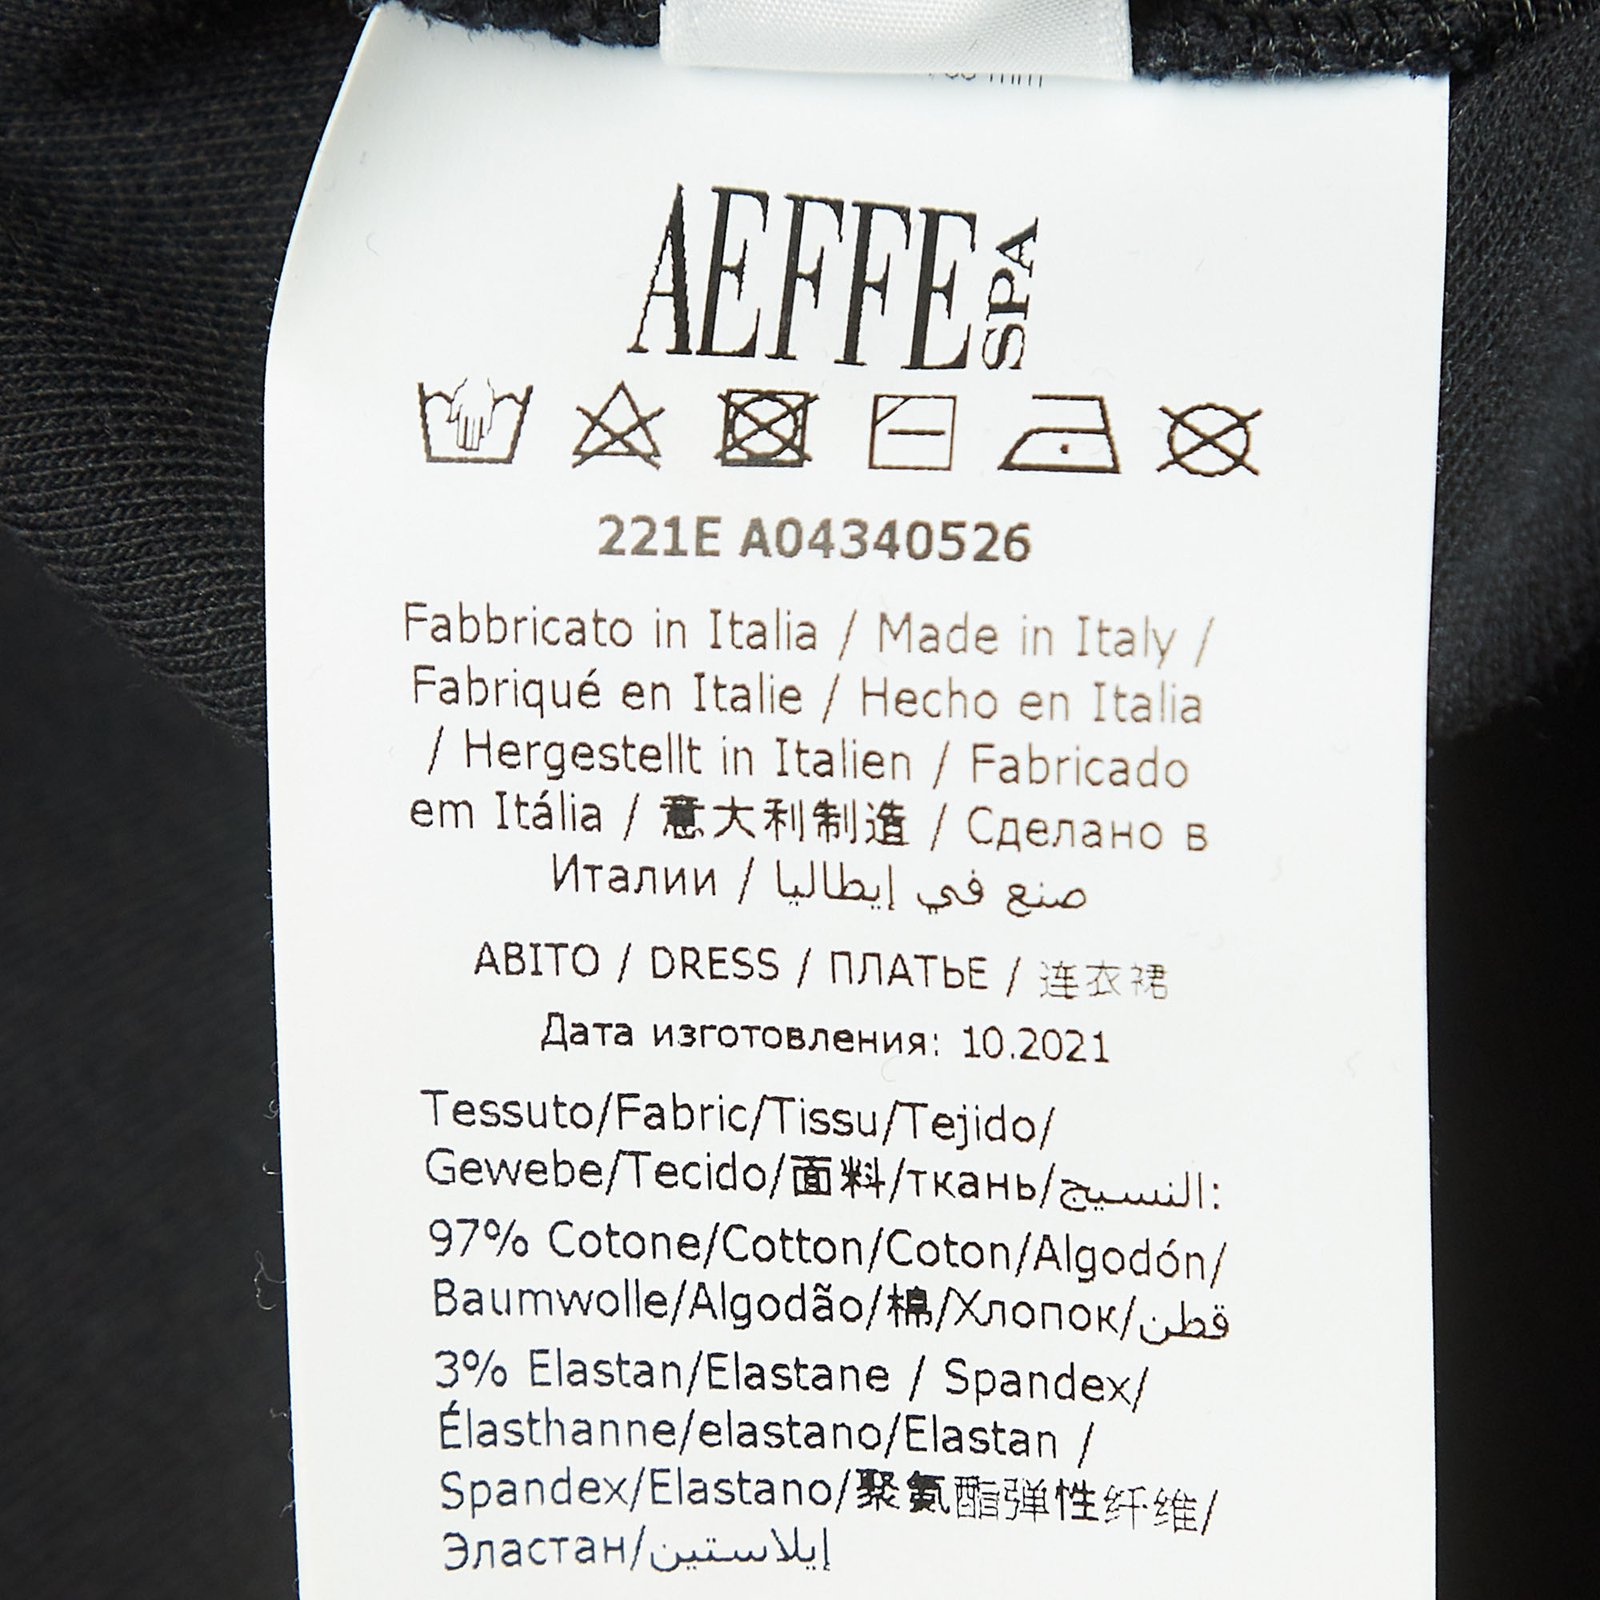 AEFFE SPA
221E A04340526
Fabbricato in Italia / Made in Italy /
Fabriqué en Italie / Hecho en Italia
/ Hergestellt in Italien / Fabricado
em Itália / 意大利制造 / Сделано в
Италии / صنع في إيطاليا
ABITO / DRESS / ПЛАТЬЕ / 连衣裙
Дата изготовления: 10.2021
Tessuto/Fabric/Tissu/Tejido/
Gewebe/Tecido/面料/ткань/النسيج:
97% Cotone/Cotton/Coton/Algodón/
Baumwolle/Algodão/棉/Хлопок/قطن
3% Elastan/Elastane / Spandex/
Élasthanne/elastano/Elastan /
Spandex/Elastano/聚氨酯弹性纤维/
Эластан/إيلاستين